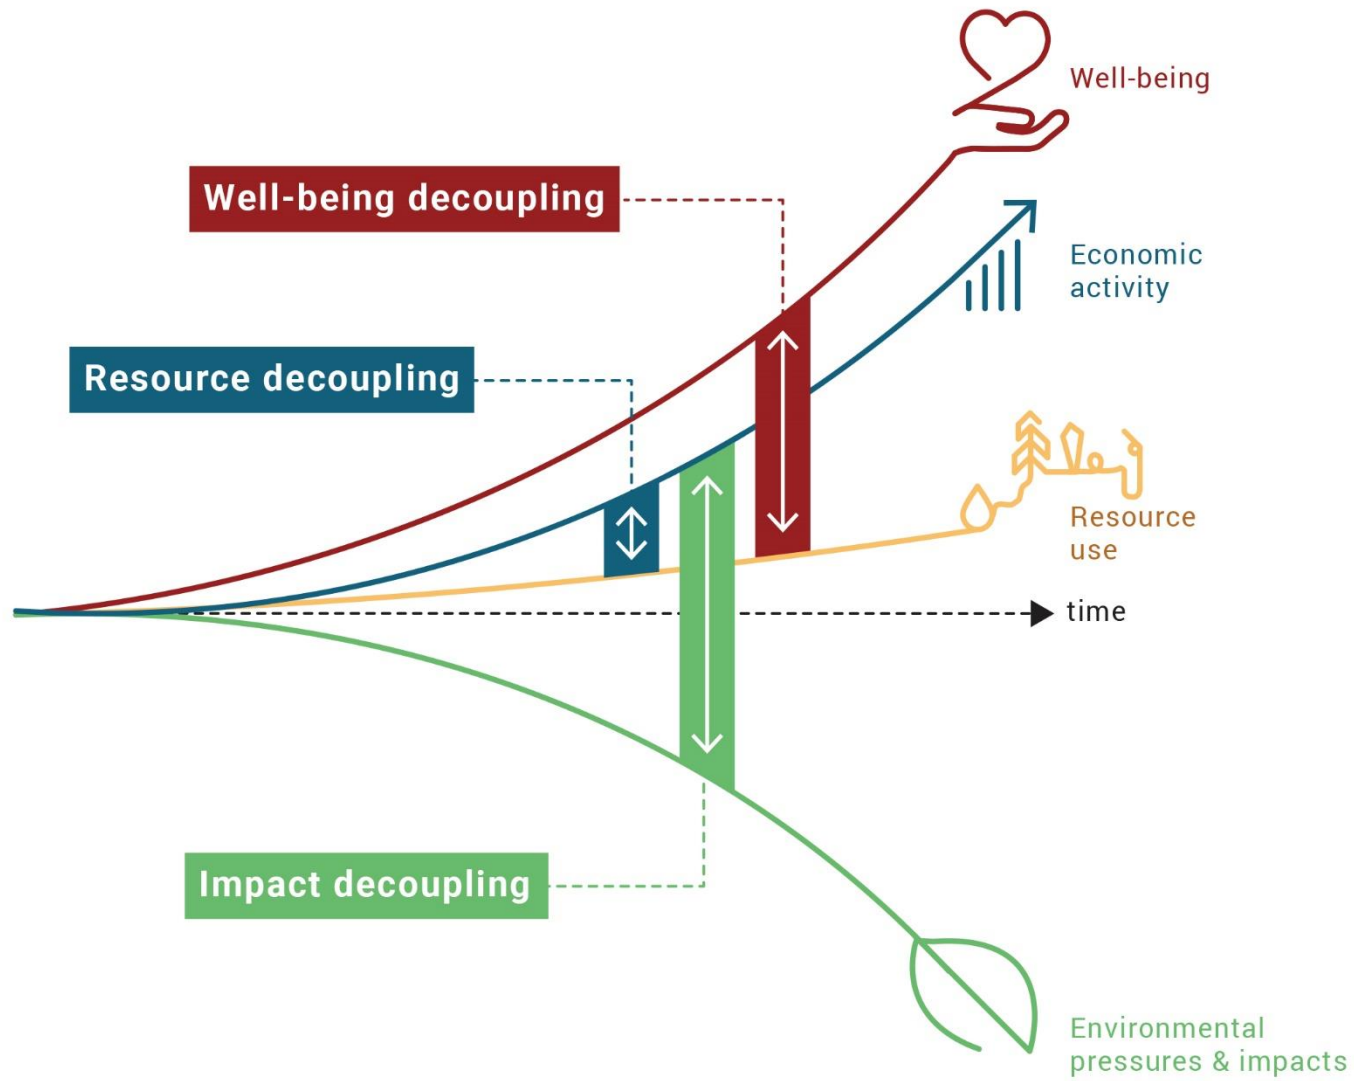 Well-being
Well-being decoupling
Economic
activity
Resource decoupling
Resource
use
time
Impact decoupling
Environmental
pressures & impacts